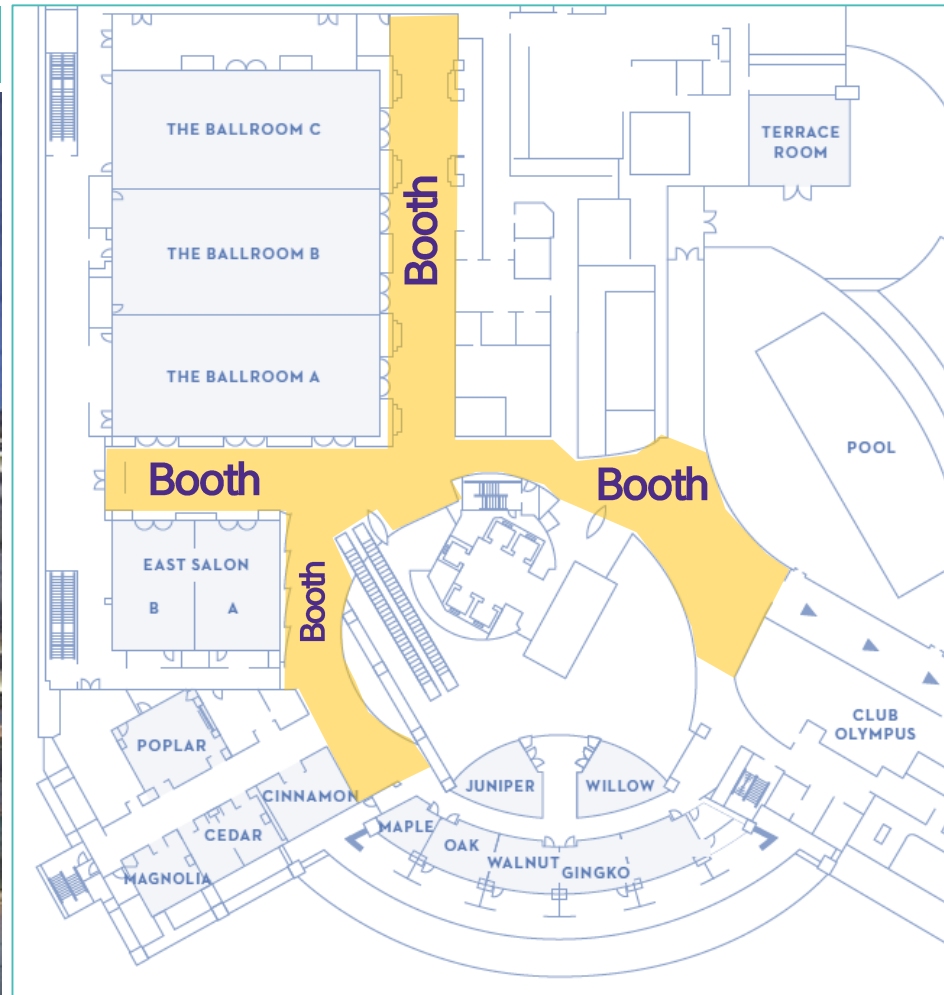 THE BALLROOM C
TERRACE
ROOM
Booth
THE BALLROOM B
THE BALLROOM A
POOL
Booth
Booth
EAST SALON
B
A
Booth
CLUB
OLYMPUS
POPLAR
JUNIPER
WILLOW
CINNAMON
MAPLE
CEDAR
OAK
WALNUT
GINGKO
MAGNOLIA